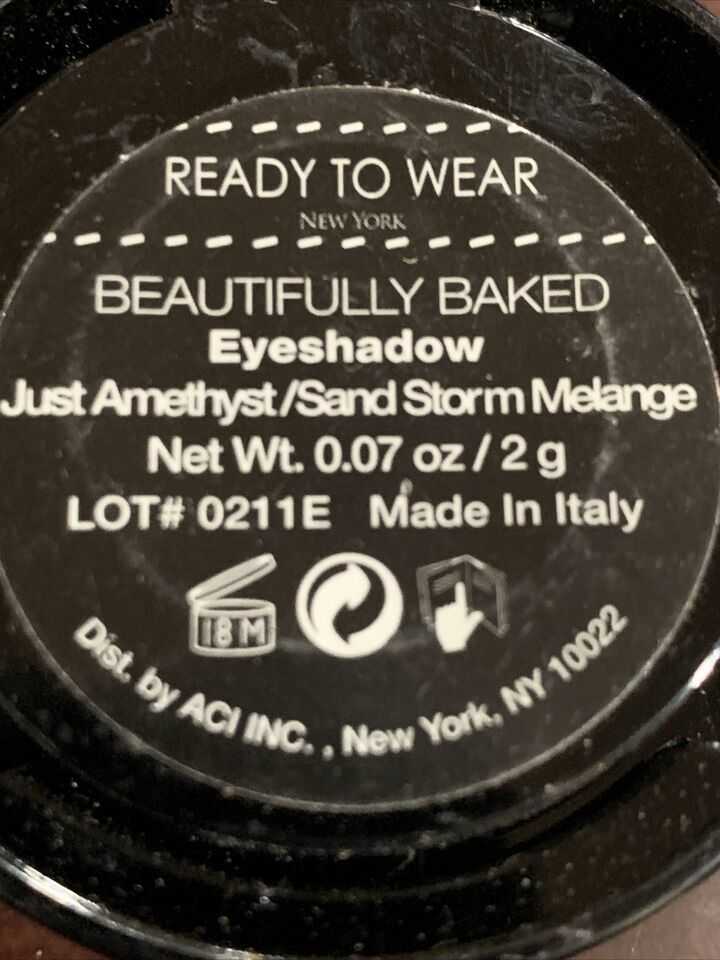 READY TO WEAR
NEW YORK
BEAUTIFULLY BAKED
Eyeshadow
Just Amethyst/Sand Storm Melange
Net Wt. 0.07 oz / 2 g
LOT# 0211E Made In Italy
18 M
Dist. by ACI INC. , New York, NY 10022